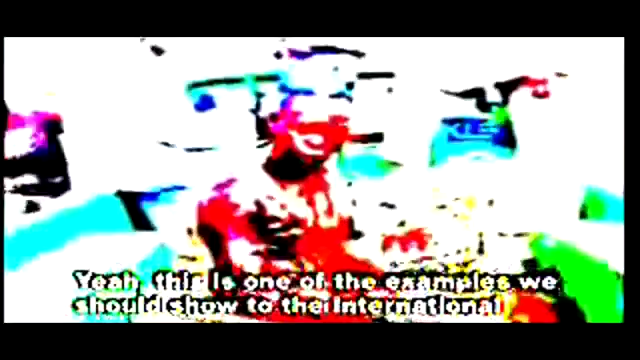 Yeah, this is one of the examples we
should show to the International